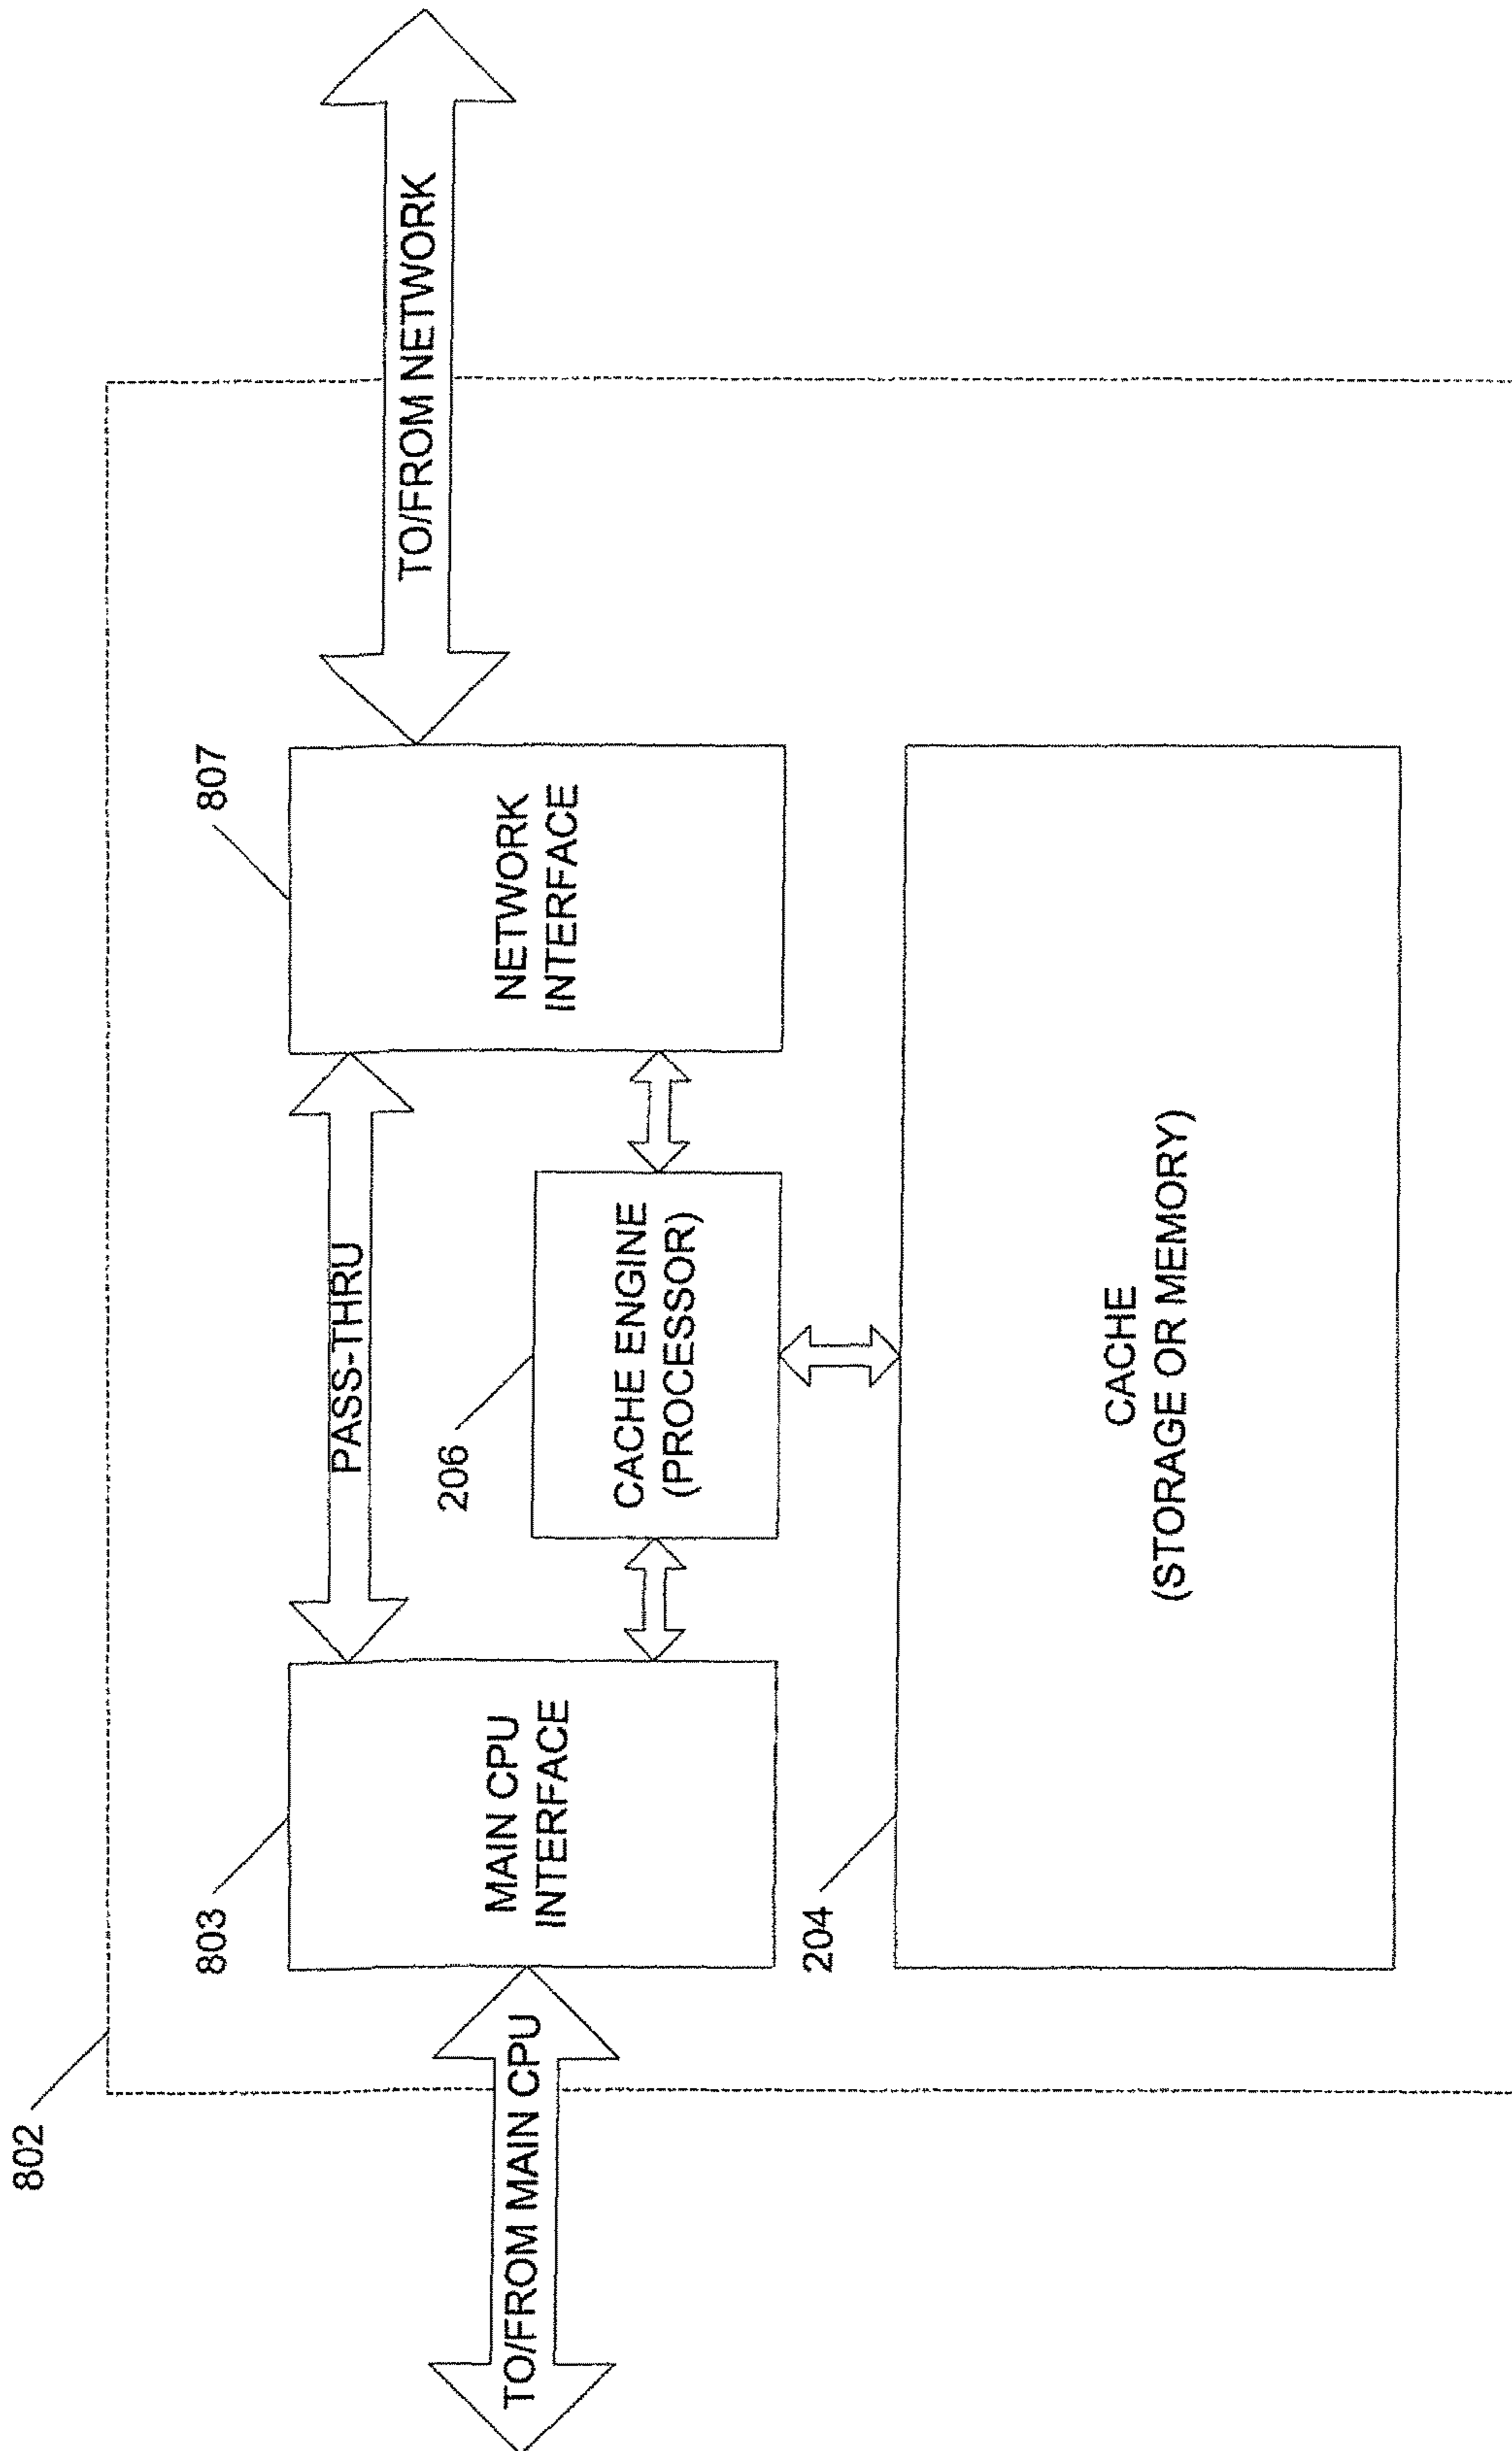 802
TO/FROM MAIN CPU
803
MAIN CPU
INTERFACE
PASS-THRU
206
CACHE ENGINE
(PROCESSOR)
807
NETWORK
INTERFACE
TO/FROM NETWORK
204
CACHE
(STORAGE OR MEMORY)